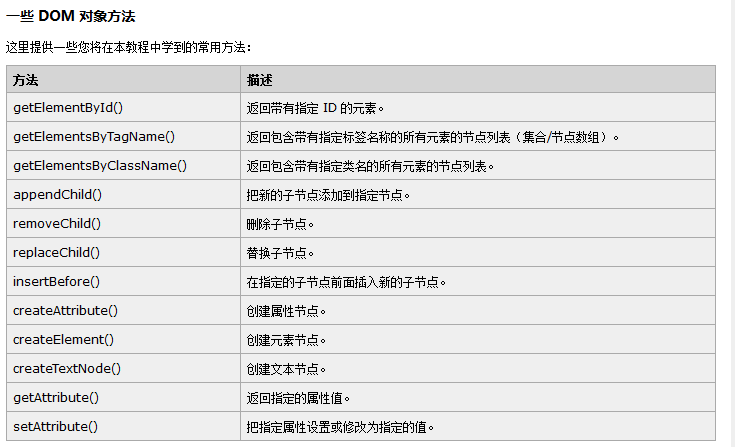 一些 DOM 对象方法
这里提供一些您将在本教程中学到的常用方法：
方法 描述
getElementById() 返回带有指定 ID 的元素。
getElementsByTagName() 返回包含带有指定标签名称的所有元素的节点列表（集合/节点数组）。
getElementsByClassName() 返回包含带有指定类名的所有元素的节点列表。
appendChild() 把新的子节点添加到指定节点。
removeChild() 删除子节点。
replaceChild() 替换子节点。
insertBefore() 在指定的子节点前面插入新的子节点。
createAttribute() 创建属性节点。
createElement() 创建元素节点。
createTextNode() 创建文本节点。
getAttribute() 返回指定的属性值。
setAttribute() 把指定属性设置或修改为指定的值。